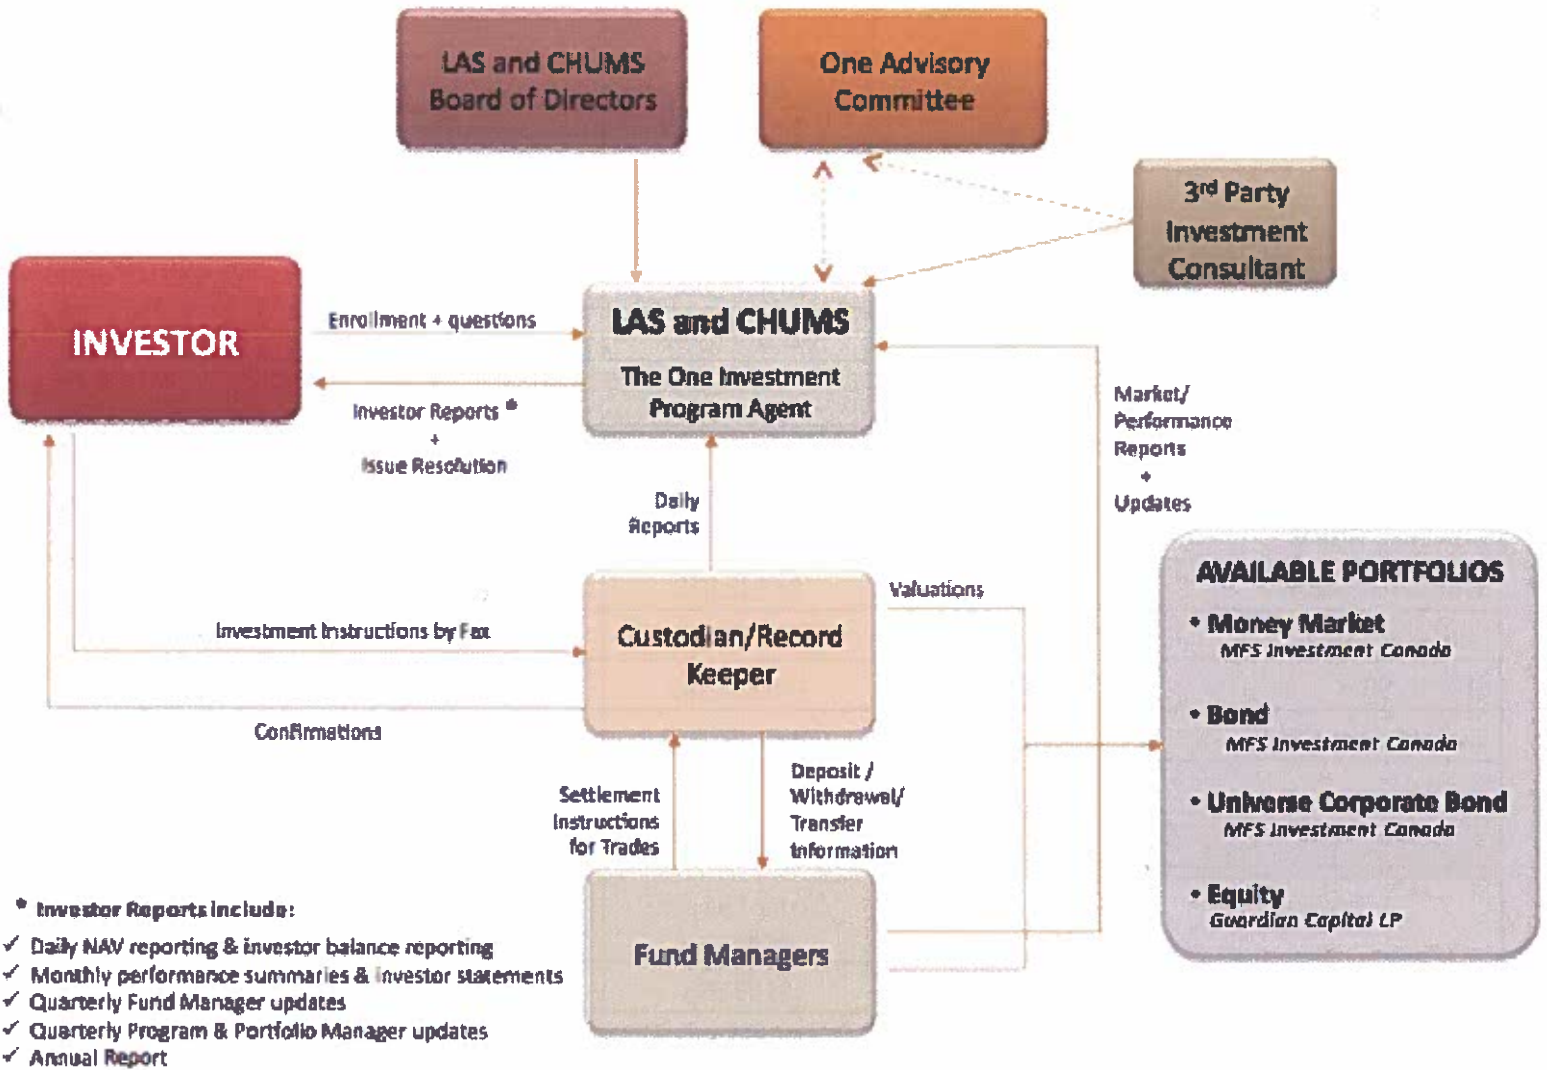 LAS and CHUMS
Board of Directors
One Advisory
Committee
3rd Party
Investment
Consultant
INVESTOR
Enrollment + questions
LAS and CHUMS
The One Investment
Program Agent
Investor Reports *
+
Issue Resolution
Market/
Performance
Reports
+
Updates
Daily
Reports
Investment Instructions by Fax
Custodian/Record
Keeper
Valuations
Confirmations
AVAILABLE PORTFOLIOS
• Money Market
MFS Investment Canada
• Bond
MFS Investment Canada
• Universe Corporate Bond
MFS Investment Canada
• Equity
Guardian Capital LP
Settlement
Instructions
for Trades
Deposit /
Withdrawal/
Transfer
Information
Fund Managers
* Investor Reports include:
✓ Daily NAV reporting & investor balance reporting
✓ Monthly performance summaries & investor statements
✓ Quarterly Fund Manager updates
✓ Quarterly Program & Portfolio Manager updates
✓ Annual Report